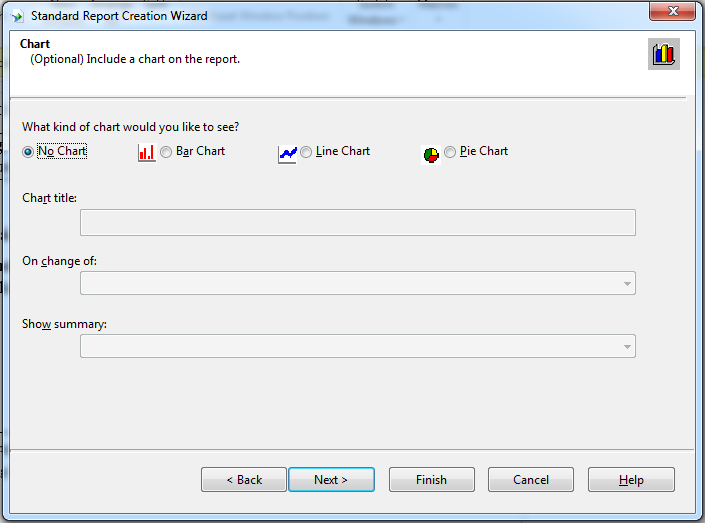 Standard Report Creation Wizard
Chart
(Optional) Include a chart on the report.
What kind of chart would you like to see?
No Chart Bar Chart Line Chart Pie Chart
Chart title:
On change of:
Show summary:
< Back Next > Finish Cancel Help